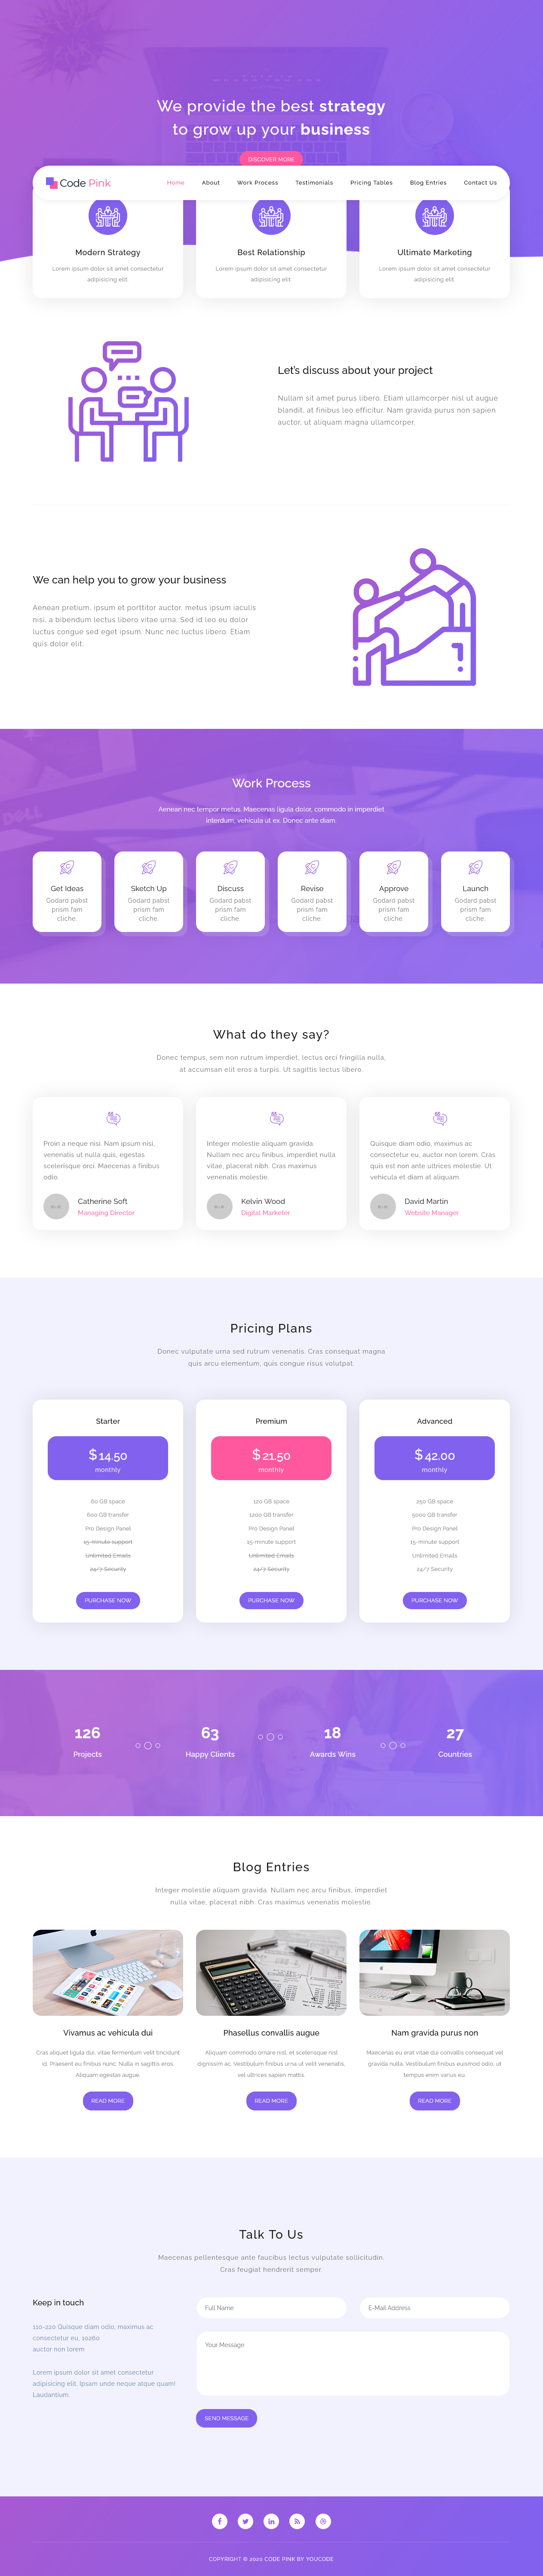 We provide the best strategy
to grow up your business
DISCOVER MORE
Code Pink
Home About Work Process Testimonials Pricing Tables Blog Entries Contact Us
Modern Strategy
Lorem ipsum dolor sit amet consectetur
adipisicing elit.
Best Relationship
Lorem ipsum dolor sit amet consectetur
adipisicing elit.
Ultimate Marketing
Lorem ipsum dolor sit amet consectetur
adipisicing elit.
Let's discuss about your project
Nullam sit amet purus libero. Etiam ullamcorper nisl ut augue
blandit, at finibus leo efficitur. Nam gravida purus non sapien
auctor, ut aliquam magna ullamcorper.
We can help you to grow your business
Aenean pretium, ipsum et porttitor auctor, metus ipsum iaculis
nisi, a bibendum lectus libero vitae urna. Sed id leo eu dolor
luctus congue sed eget ipsum. Nunc nec luctus libero. Etiam
quis dolor elit.
DELL
Work Process
Aenean nec tempor metus. Maecenas ligula dolor, commodo in imperdiet
interdum, vehicula ut ex. Donec ante diam.
Get Ideas
Godard pabst
prism fam
cliche.
Sketch Up
Godard pabst
prism fam
cliche.
Discuss
Godard pabst
prism fam
cliche.
Revise
Godard pabst
prism fam
cliche.
Approve
Godard pabst
prism fam
cliche.
Launch
Godard pabst
prism fam
cliche.
What do they say?
Donec tempus, sem non rutrum imperdiet, lectus orci fringilla nulla,
at accumsan elit eros a turpis. Ut sagittis lectus libero.
Proin a neque nisi. Nam ipsum nisi,
venenatis ut nulla quis, egestas
scelerisque orci. Maecenas a finibus
odio.
Catherine Soft
Managing Director
Integer molestie aliquam gravida.
Nullam nec arcu finibus, imperdiet nulla
vitae, placerat nibh. Cras maximus
venenatis molestie.
Kelvin Wood
Digital Marketer
Quisque diam odio, maximus ac
consectetur eu, auctor non lorem. Cras
quis est non ante ultrices molestie. Ut
vehicula et diam at aliquam.
David Martin
Website Manager
Pricing Plans
Donec vulputate urna sed rutrum venenatis. Cras consequat magna
quis arcu elementum, quis congue risus volutpat.
Starter
$14.50
monthly
60 GB space
600 GB transfer
Pro Design Panel
15-minute support
Unlimited Emails
24/7 Security
PURCHASE NOW
Premium
$21.50
monthly
120 GB space
1200 GB transfer
Pro Design Panel
15-minute support
Unlimited Emails
24/7 Security
PURCHASE NOW
Advanced
$42.00
monthly
250 GB space
5000 GB transfer
Pro Design Panel
15-minute support
Unlimited Emails
24/7 Security
PURCHASE NOW
126
Projects
63
Happy Clients
18
Awards Wins
27
Countries
Blog Entries
Integer molestie aliquam gravida. Nullam nec arcu finibus, imperdiet
nulla vitae, placerat nibh. Cras maximus venenatis molestie.
Vivamus ac vehicula dui
Cras aliquet ligula dui, vitae fermentum velit tincidunt
id. Praesent eu finibus nunc. Nulla in sagittis eros.
Aliquam egestas augue.
READ MORE
Phasellus convallis augue
Aliquam commodo ornare nisl, et scelerisque nisl
dignissim ac. Vestibulum finibus urna ut velit venenatis,
vel ultrices sapien mattis.
READ MORE
Nam gravida purus non
Maecenas eu erat vitae dui convallis consequat vel
gravida nulla. Vestibulum finibus euismod odio, ut
tempus enim varius eu.
READ MORE
Talk To Us
Maecenas pellentesque ante faucibus lectus vulputate sollicitudin.
Cras feugiat hendrerit semper.
Keep in touch
110-220 Quisque diam odio, maximus ac
consectetur eu, 10260
auctor non lorem
Lorem ipsum dolor sit amet consectetur
adipisicing elit. Ipsum unde neque atque quam!
Laudantium.
Full Name
E-Mail Address
Your Message
SEND MESSAGE
COPYRIGHT © 2020 CODE PINK BY YOUCODE